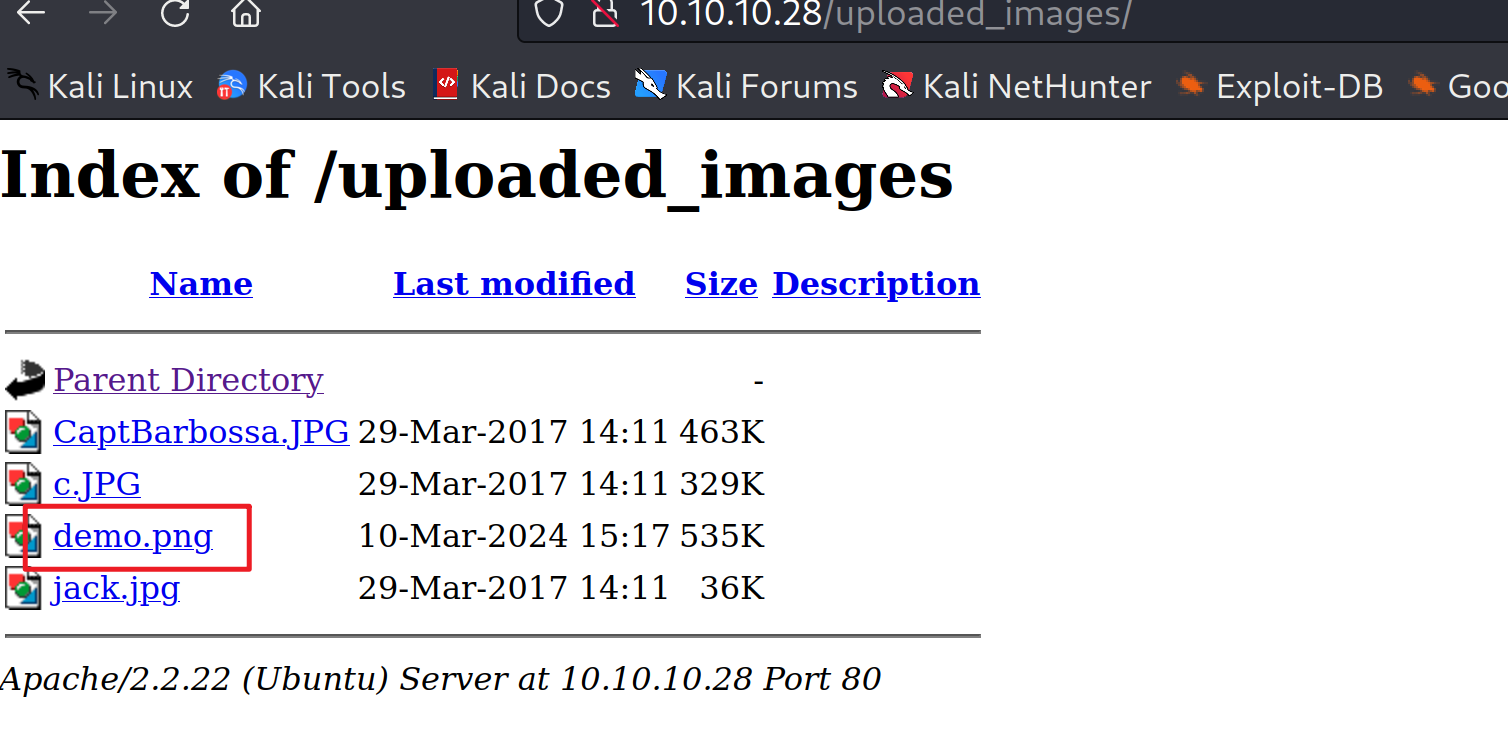 10.10.10.28/uploaded_images/
Kali Linux Kali Tools Kali Docs Kali Forums Kali NetHunter Exploit-DB Goo
Index of /uploaded_images
Name Last modified Size Description
Parent Directory -
CaptBarbossa.JPG 29-Mar-2017 14:11 463K
c.JPG 29-Mar-2017 14:11 329K
demo.png 10-Mar-2024 15:17 535K
jack.jpg 29-Mar-2017 14:11 36K
Apache/2.2.22 (Ubuntu) Server at 10.10.10.28 Port 80